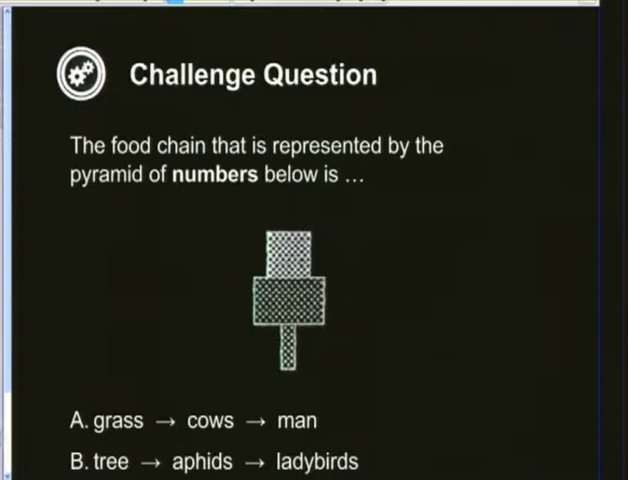 Challenge Question
The food chain that is represented by the
pyramid of numbers below is ...
A. grass → cows → man
B. tree → aphids → ladybirds